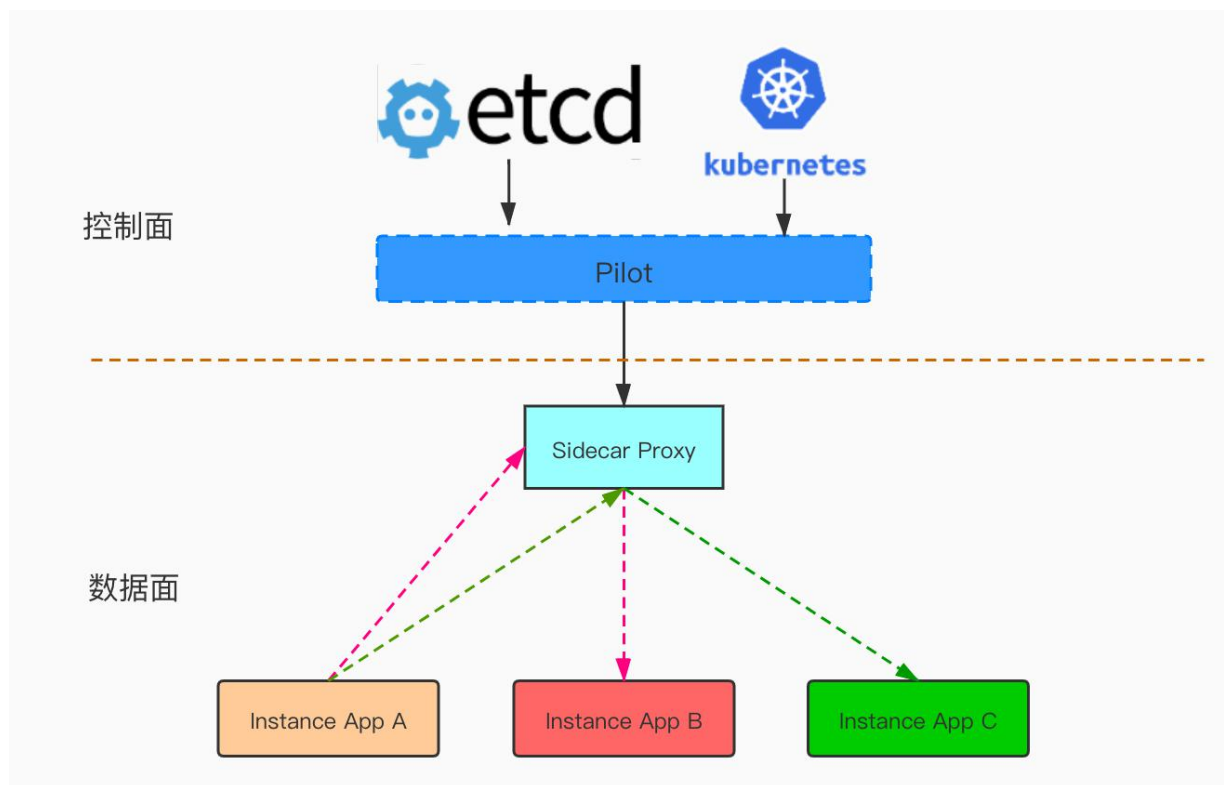 etcd
kubernetes
控制面
Pilot
Sidecar Proxy
数据面
Instance App A
Instance App B
Instance App C